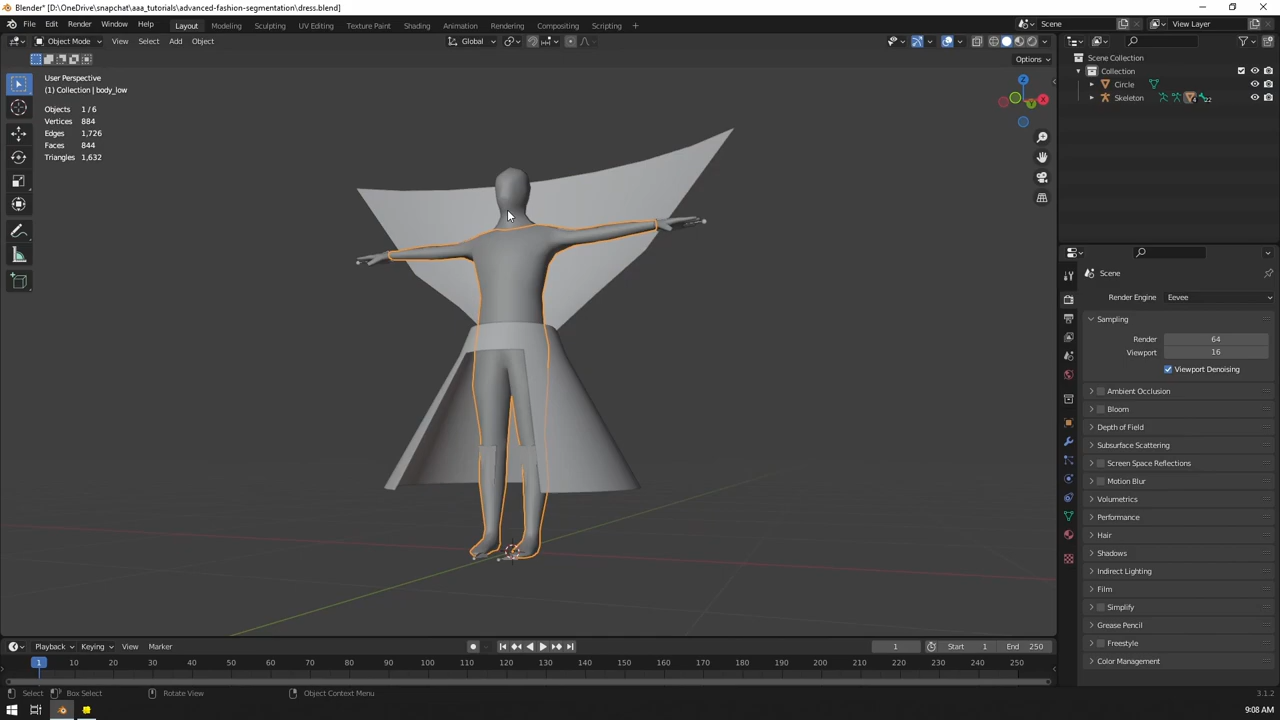 Blender* [D:\OneDrive\snapchat\aaa_tutorials\advanced-fashion-segmentation\dress.blend]
File Edit Render Window Help Layout Modeling Sculpting UV Editing Texture Paint Shading Animation Rendering Compositing Scripting + Scene View Layer
Object Mode View Select Add Object Global
Options
User Perspective
(1) Collection | body_low
Objects 1 / 6
Vertices 884
Edges 1,726
Faces 844
Triangles 1,632
Z
X
Y
Scene Collection
Collection
Circle
Skeleton 4 22
Scene
Render Engine Eevee
Sampling
Render 64
Viewport 16
Viewport Denoising
Ambient Occlusion
Bloom
Depth of Field
Subsurface Scattering
Screen Space Reflections
Motion Blur
Volumetrics
Performance
Hair
Shadows
Indirect Lighting
Film
Simplify
Grease Pencil
Freestyle
Color Management
Playback Keying View Marker 1 Start 1 End 250
1 10 20 30 40 50 60 70 80 90 100 110 120 130 140 150 160 170 180 190 200 210 220 230 240 250
Select Box Select Rotate View Object Context Menu 3.1.2
9:08 AM